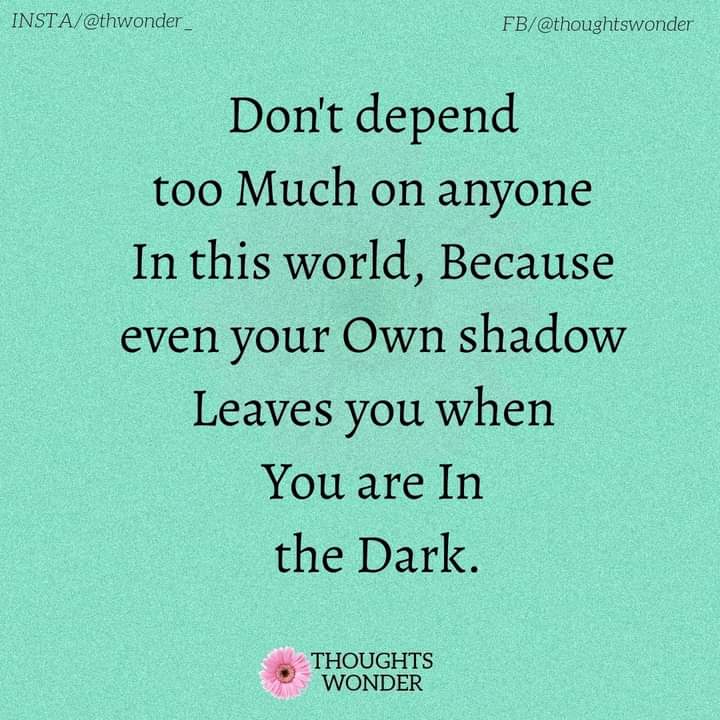 INSTA/@thwonder_
FB/@thoughtswonder
Don't depend
too Much on anyone
In this world, Because
even your Own shadow
Leaves you when
You are In
the Dark.
THOUGHTS
WONDER